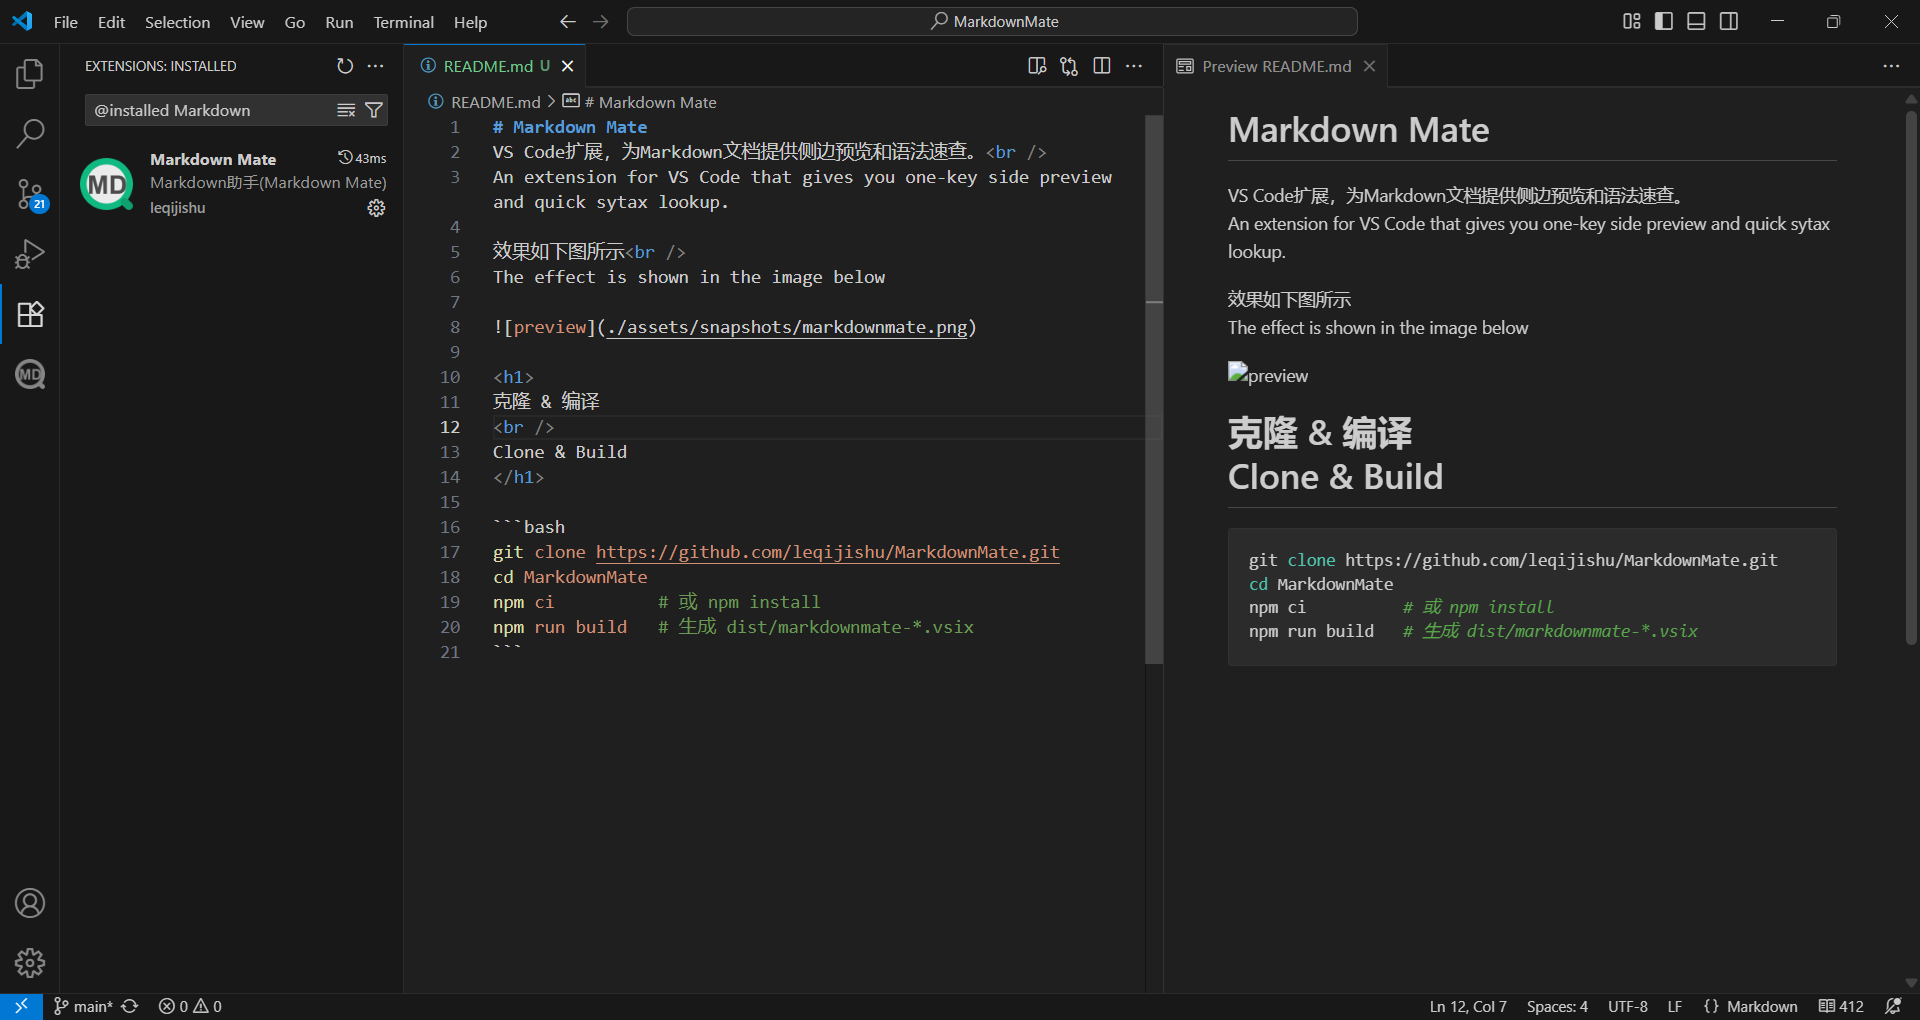 File Edit Selection View Go Run Terminal Help
MarkdownMate
EXTENSIONS: INSTALLED
@installed Markdown
MD
Markdown Mate 43ms
Markdown助手(Markdown Mate)
leqijishu
21
MD
README.md U
README.md > # Markdown Mate
1 # Markdown Mate
2 VS Code扩展，为Markdown文档提供侧边预览和语法速查。<br />
3 An extension for VS Code that gives you one-key side preview
and quick sytax lookup.
4
5 效果如下图所示<br />
6 The effect is shown in the image below
7
8 ![preview](./assets/snapshots/markdownmate.png)
9
10 <h1>
11 克隆 & 编译
12 <br />
13 Clone & Build
14 </h1>
15
16 ```bash
17 git clone https://github.com/leqijishu/MarkdownMate.git
18 cd MarkdownMate
19 npm ci # 或 npm install
20 npm run build # 生成 dist/markdownmate-*.vsix
21 ```
Preview README.md
Markdown Mate
VS Code扩展，为Markdown文档提供侧边预览和语法速查。
An extension for VS Code that gives you one-key side preview and quick sytax
lookup.
效果如下图所示
The effect is shown in the image below
preview
克隆 & 编译
Clone & Build
git clone https://github.com/leqijishu/MarkdownMate.git
cd MarkdownMate
npm ci # 或 npm install
npm run build # 生成 dist/markdownmate-*.vsix
main* 0 0
Ln 12, Col 7 Spaces: 4 UTF-8 LF {} Markdown 412